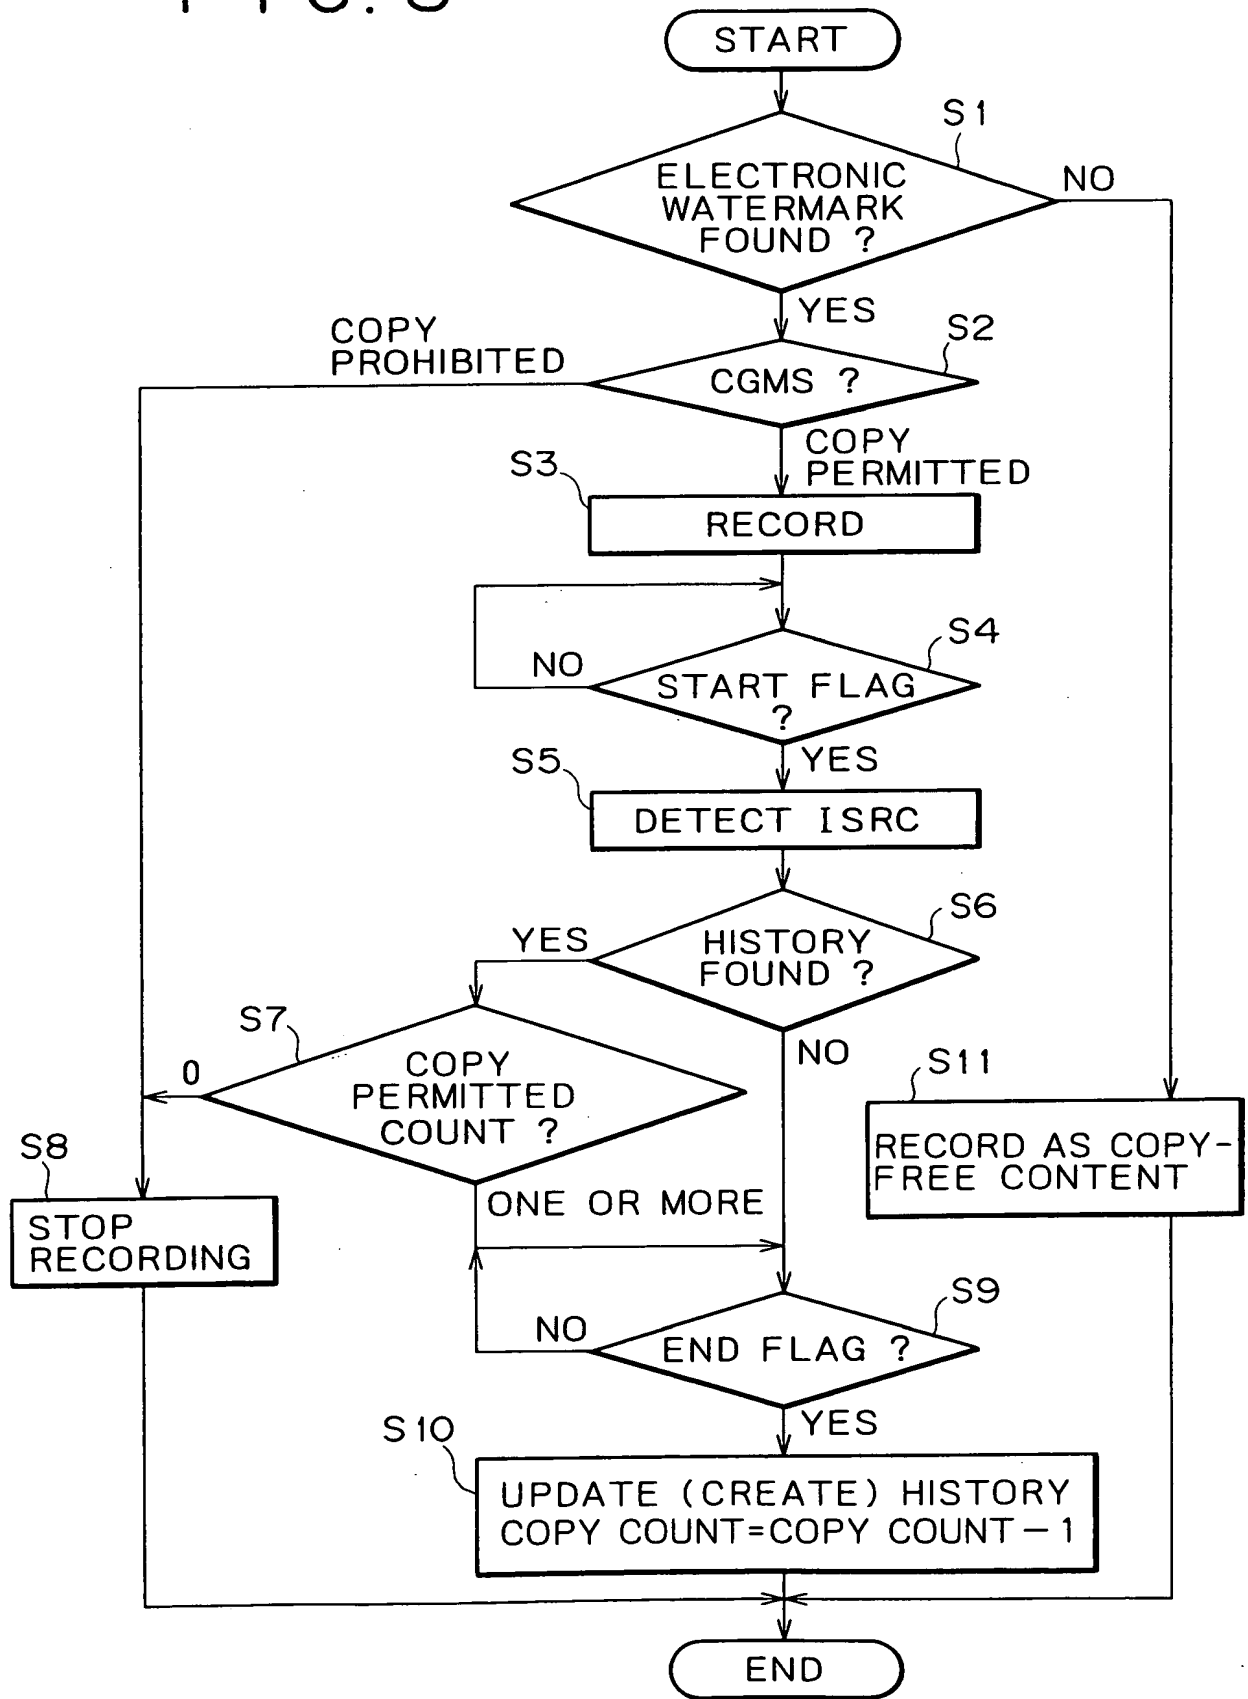 START
S1
ELECTRONIC
WATERMARK
FOUND ?
NO
YES
COPY
PROHIBITED
S2
CGMS ?
COPY
PERMITTED
S3
RECORD
S4
NO
START FLAG
?
YES
S5
DETECT ISRC
S6
YES
HISTORY
FOUND ?
NO
S7
0
COPY
PERMITTED
COUNT ?
S11
RECORD AS COPY-
FREE CONTENT
S8
STOP
RECORDING
ONE OR MORE
S9
NO
END FLAG ?
YES
S10
UPDATE (CREATE) HISTORY
COPY COUNT=COPY COUNT-1
END